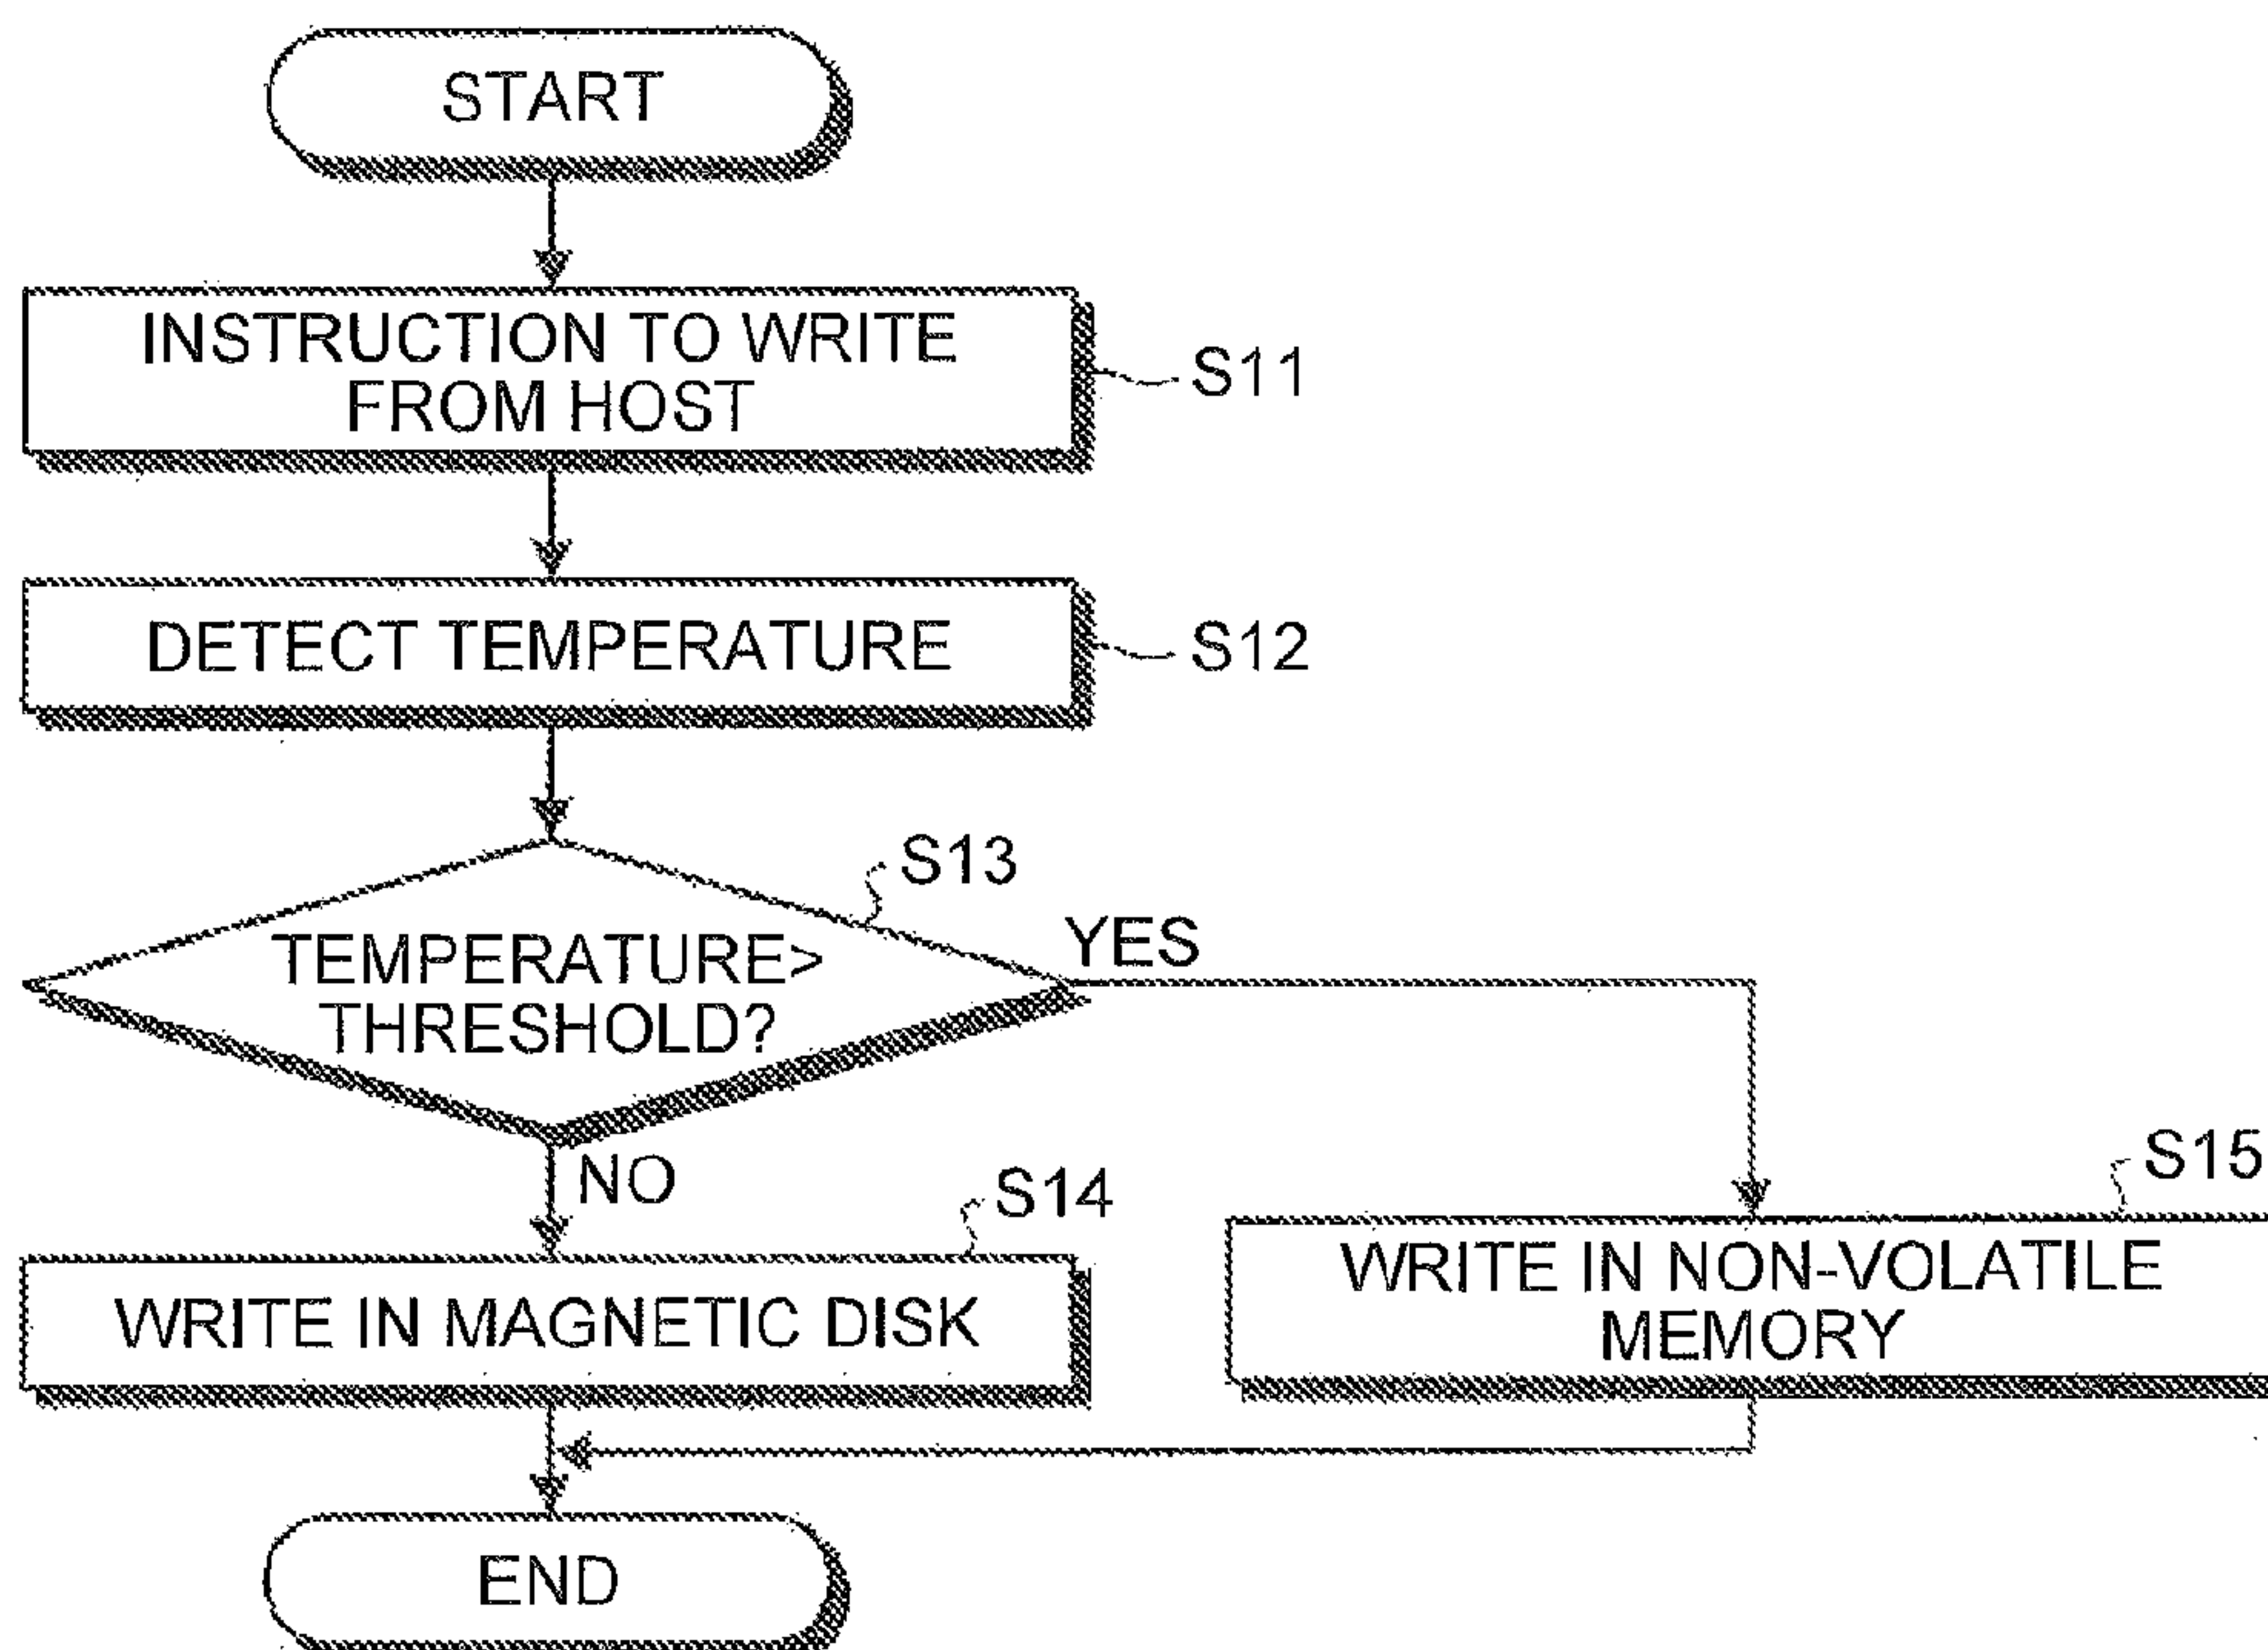 START
INSTRUCTION TO WRITE
FROM HOST
S11
DETECT TEMPERATURE
S12
S13
TEMPERATURE>
THRESHOLD?
YES
NO
S14
WRITE IN MAGNETIC DISK
S15
WRITE IN NON-VOLATILE
MEMORY
END